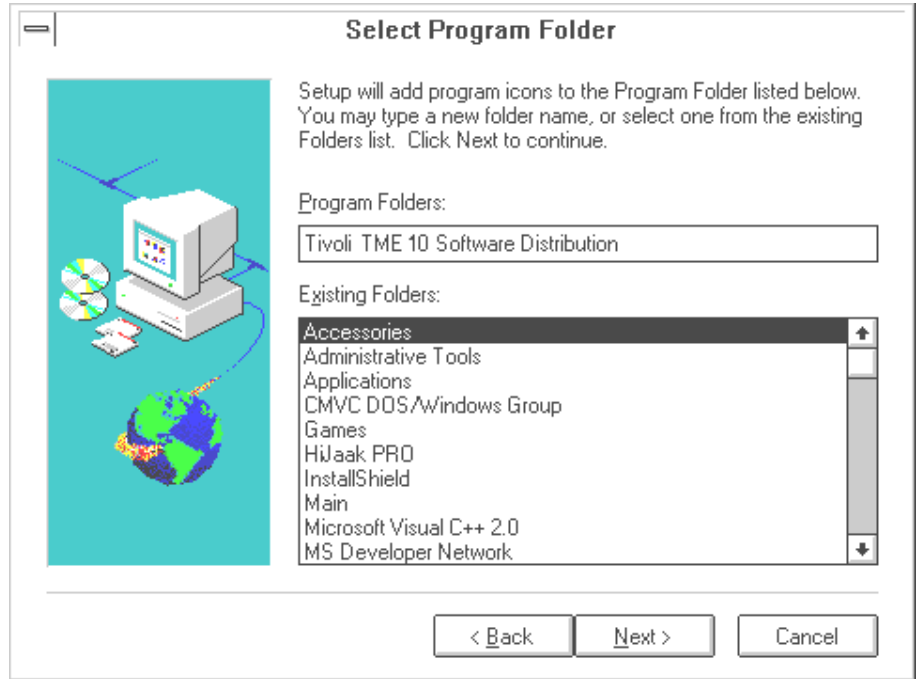 Select Program Folder
Setup will add program icons to the Program Folder listed below.
You may type a new folder name, or select one from the existing
Folders list.  Click Next to continue.
Program Folders:
Tivoli TME 10 Software Distribution
Existing Folders:
Accessories
Administrative Tools
Applications
CMVC DOS/Windows Group
Games
HiJaak PRO
InstallShield
Main
Microsoft Visual C++ 2.0
MS Developer Network
< Back
Next >
Cancel